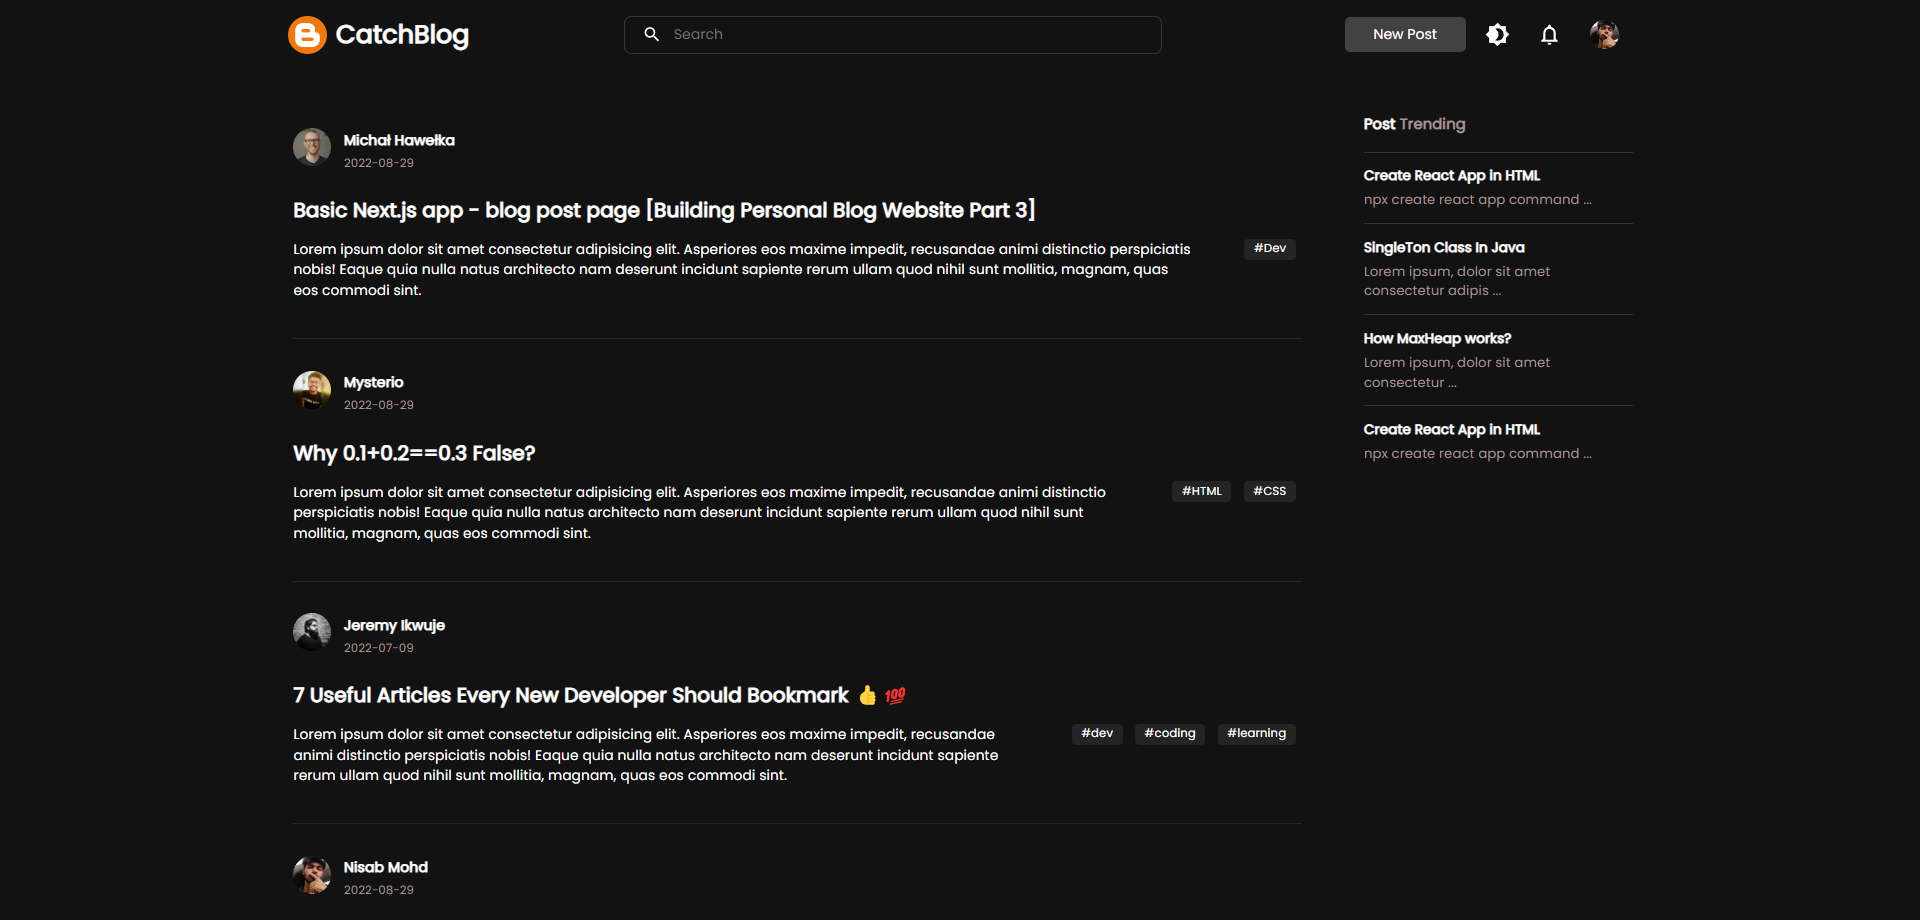 CatchBlog
Search
New Post
Michał Hawełka
2022-08-29
Basic Next.js app - blog post page [Building Personal Blog Website Part 3]
Lorem ipsum dolor sit amet consectetur adipisicing elit. Asperiores eos maxime impedit, recusandae animi distinctio perspiciatis
nobis! Eaque quia nulla natus architecto nam deserunt incidunt sapiente rerum ullam quod nihil sunt mollitia, magnam, quas
eos commodi sint.
#Dev
Mysterio
2022-08-29
Why 0.1+0.2==0.3 False?
Lorem ipsum dolor sit amet consectetur adipisicing elit. Asperiores eos maxime impedit, recusandae animi distinctio
perspiciatis nobis! Eaque quia nulla natus architecto nam deserunt incidunt sapiente rerum ullam quod nihil sunt
mollitia, magnam, quas eos commodi sint.
#HTML #CSS
Jeremy Ikwuje
2022-07-09
7 Useful Articles Every New Developer Should Bookmark 👍 💯
Lorem ipsum dolor sit amet consectetur adipisicing elit. Asperiores eos maxime impedit, recusandae
animi distinctio perspiciatis nobis! Eaque quia nulla natus architecto nam deserunt incidunt sapiente
rerum ullam quod nihil sunt mollitia, magnam, quas eos commodi sint.
#dev #coding #learning
Nisab Mohd
2022-08-29
Post Trending
Create React App in HTML
npx create react app command ...
SingleTon Class In Java
Lorem ipsum, dolor sit amet
consectetur adipis ...
How MaxHeap works?
Lorem ipsum, dolor sit amet
consectetur ...
Create React App in HTML
npx create react app command ...